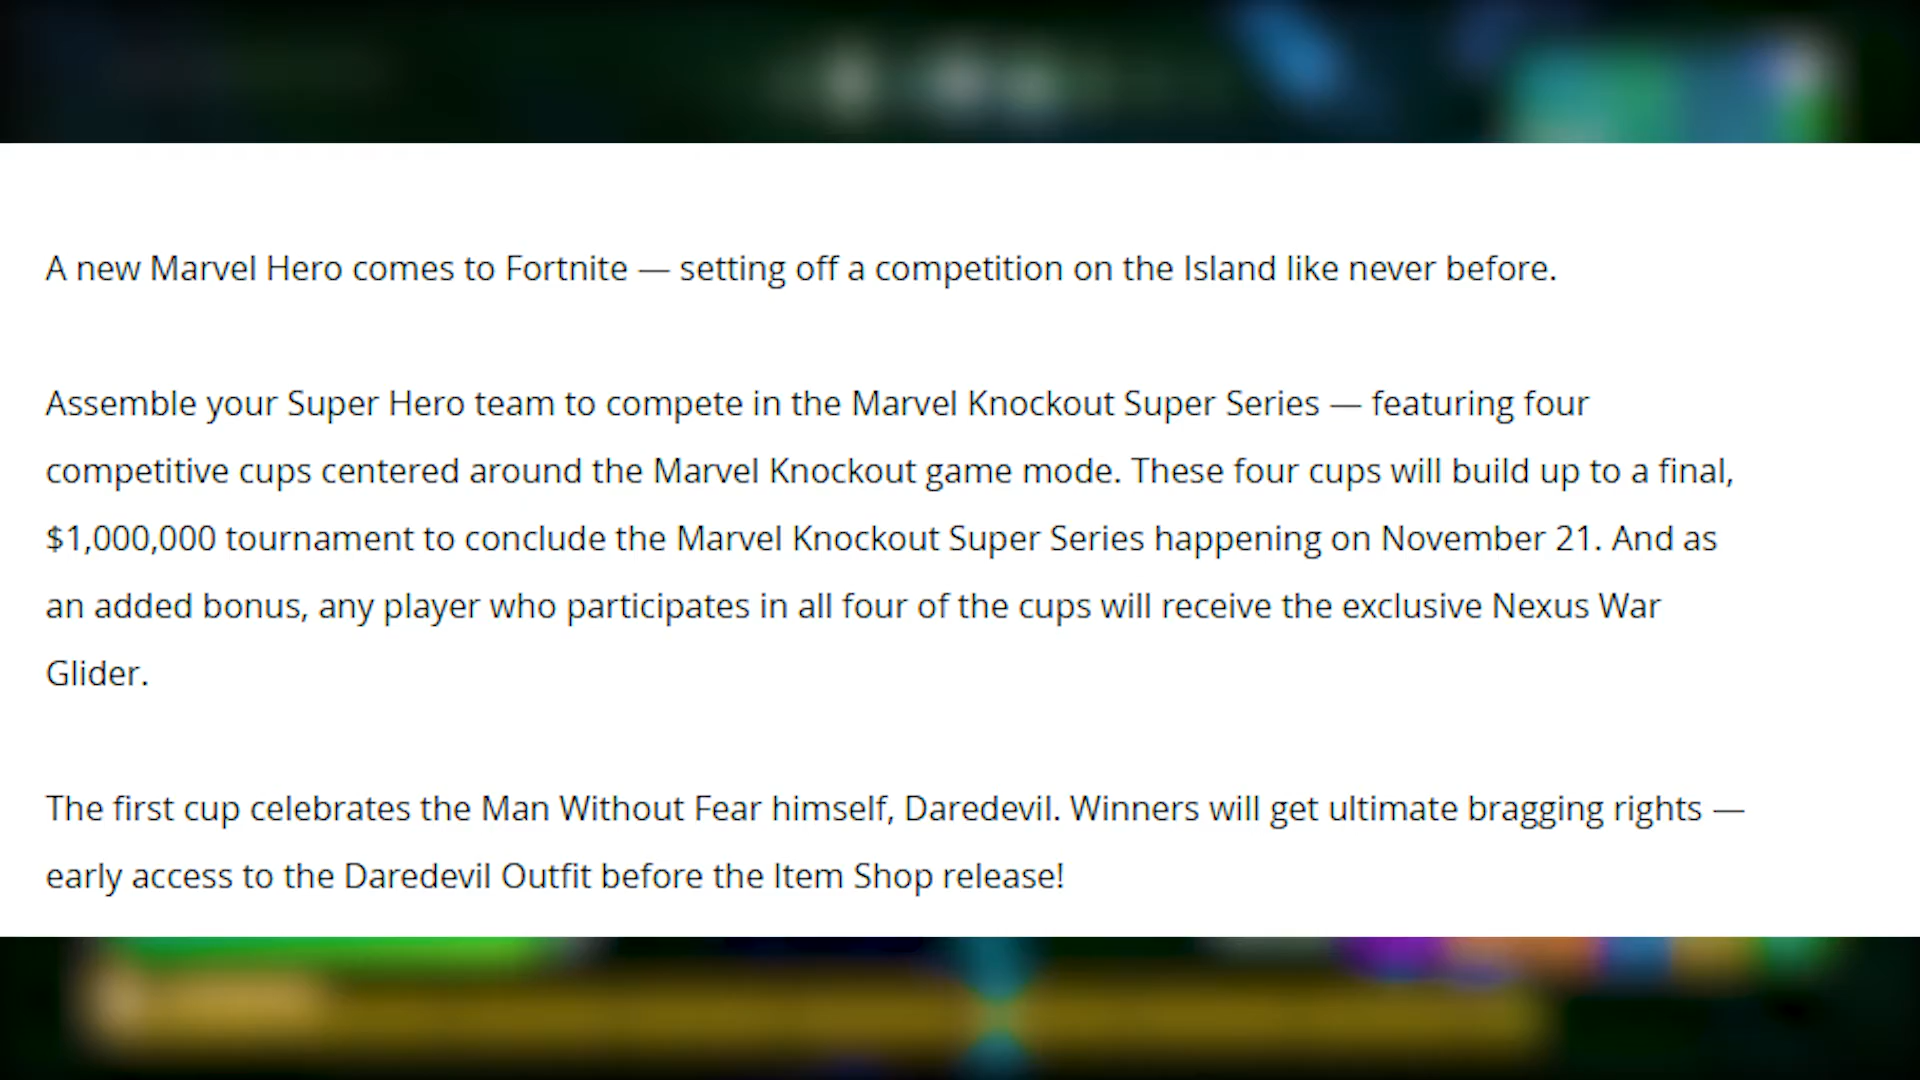 A new Marvel Hero comes to Fortnite — setting off a competition on the Island like never before.
Assemble your Super Hero team to compete in the Marvel Knockout Super Series — featuring four
competitive cups centered around the Marvel Knockout game mode. These four cups will build up to a final,
$1,000,000 tournament to conclude the Marvel Knockout Super Series happening on November 21. And as
an added bonus, any player who participates in all four of the cups will receive the exclusive Nexus War
Glider.
The first cup celebrates the Man Without Fear himself, Daredevil. Winners will get ultimate bragging rights —
early access to the Daredevil Outfit before the Item Shop release!